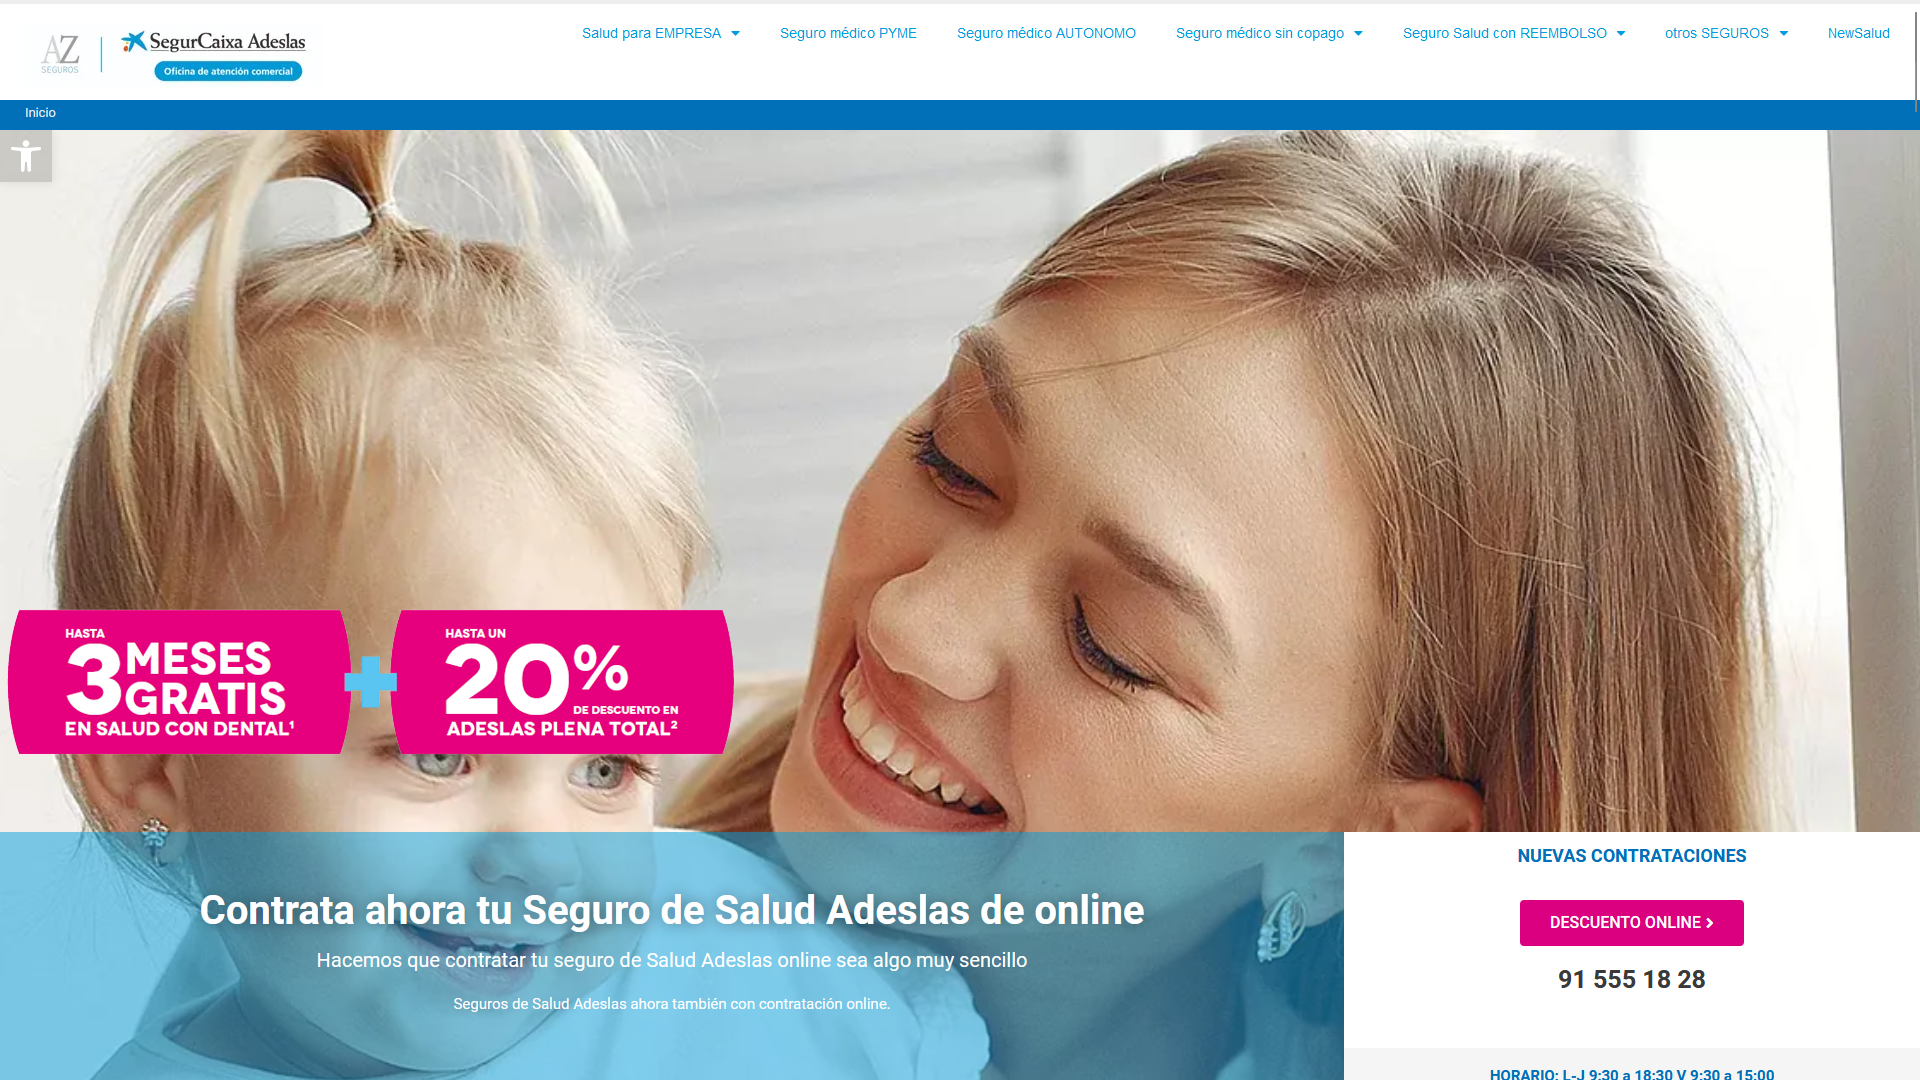 AZ
SEGUROS
SegurCaixa Adeslas
Oficina de atención comercial
Salud para EMPRESA
Seguro médico PYME
Seguro médico AUTONOMO
Seguro médico sin copago
Seguro Salud con REEMBOLSO
otros SEGUROS
NewSalud
Inicio
HASTA
3 MESES
GRATIS
EN SALUD CON DENTAL¹
HASTA UN
20%
DE DESCUENTO EN
ADESLAS PLENA TOTAL²
Contrata ahora tu Seguro de Salud Adeslas de online
Hacemos que contratar tu seguro de Salud Adeslas online sea algo muy sencillo
Seguros de Salud Adeslas ahora también con contratación online.
NUEVAS CONTRATACIONES
DESCUENTO ONLINE
91 555 18 28
HORARIO: L-J 9:30 a 18:30 V 9:30 a 15:00